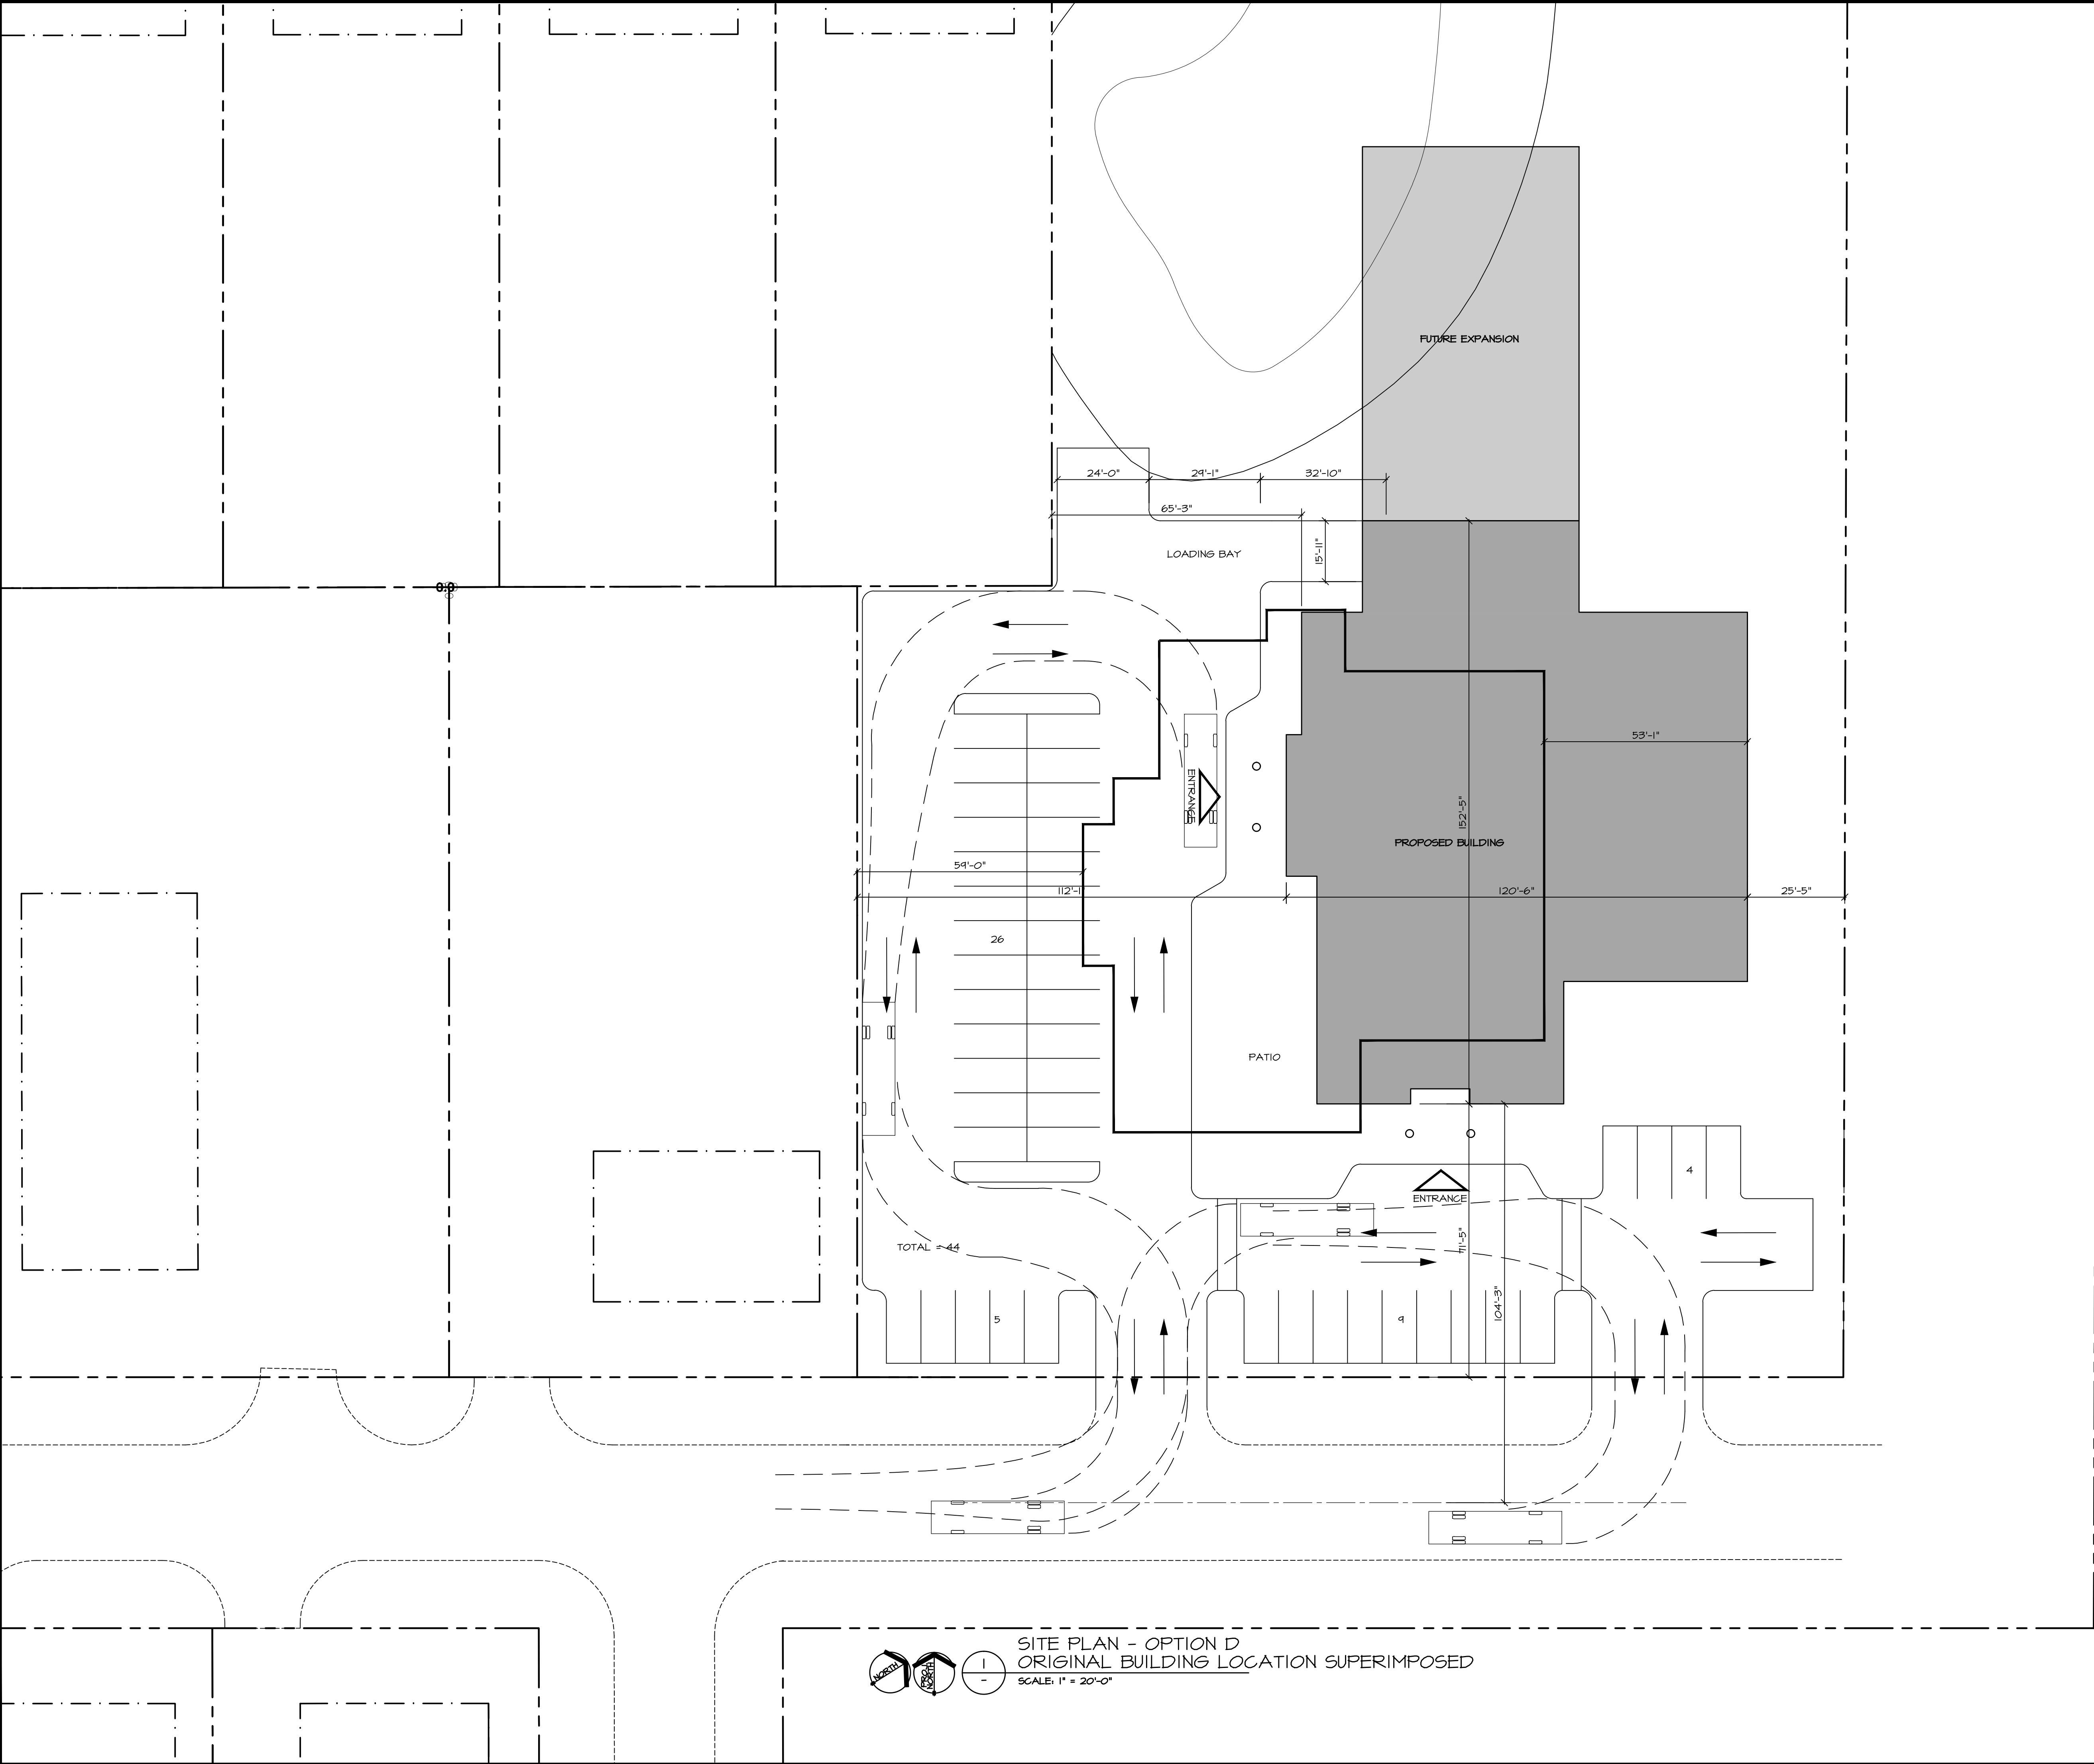 FUTURE EXPANSION
24'-0"
29'-1"
32'-10"
65'-3"
15'-11"
LOADING BAY
53'-1"
ENTRANCE
152'-5"
PROPOSED BUILDING
59'-0"
112'-1"
120'-6"
25'-5"
26
PATIO
4
ENTRANCE
71'-5"
TOTAL = 44
104'-3"
5
9
SITE PLAN - OPTION D
ORIGINAL BUILDING LOCATION SUPERIMPOSED
SCALE: 1" = 20'-0"
NORTH
PROJ
NORTH
1
-